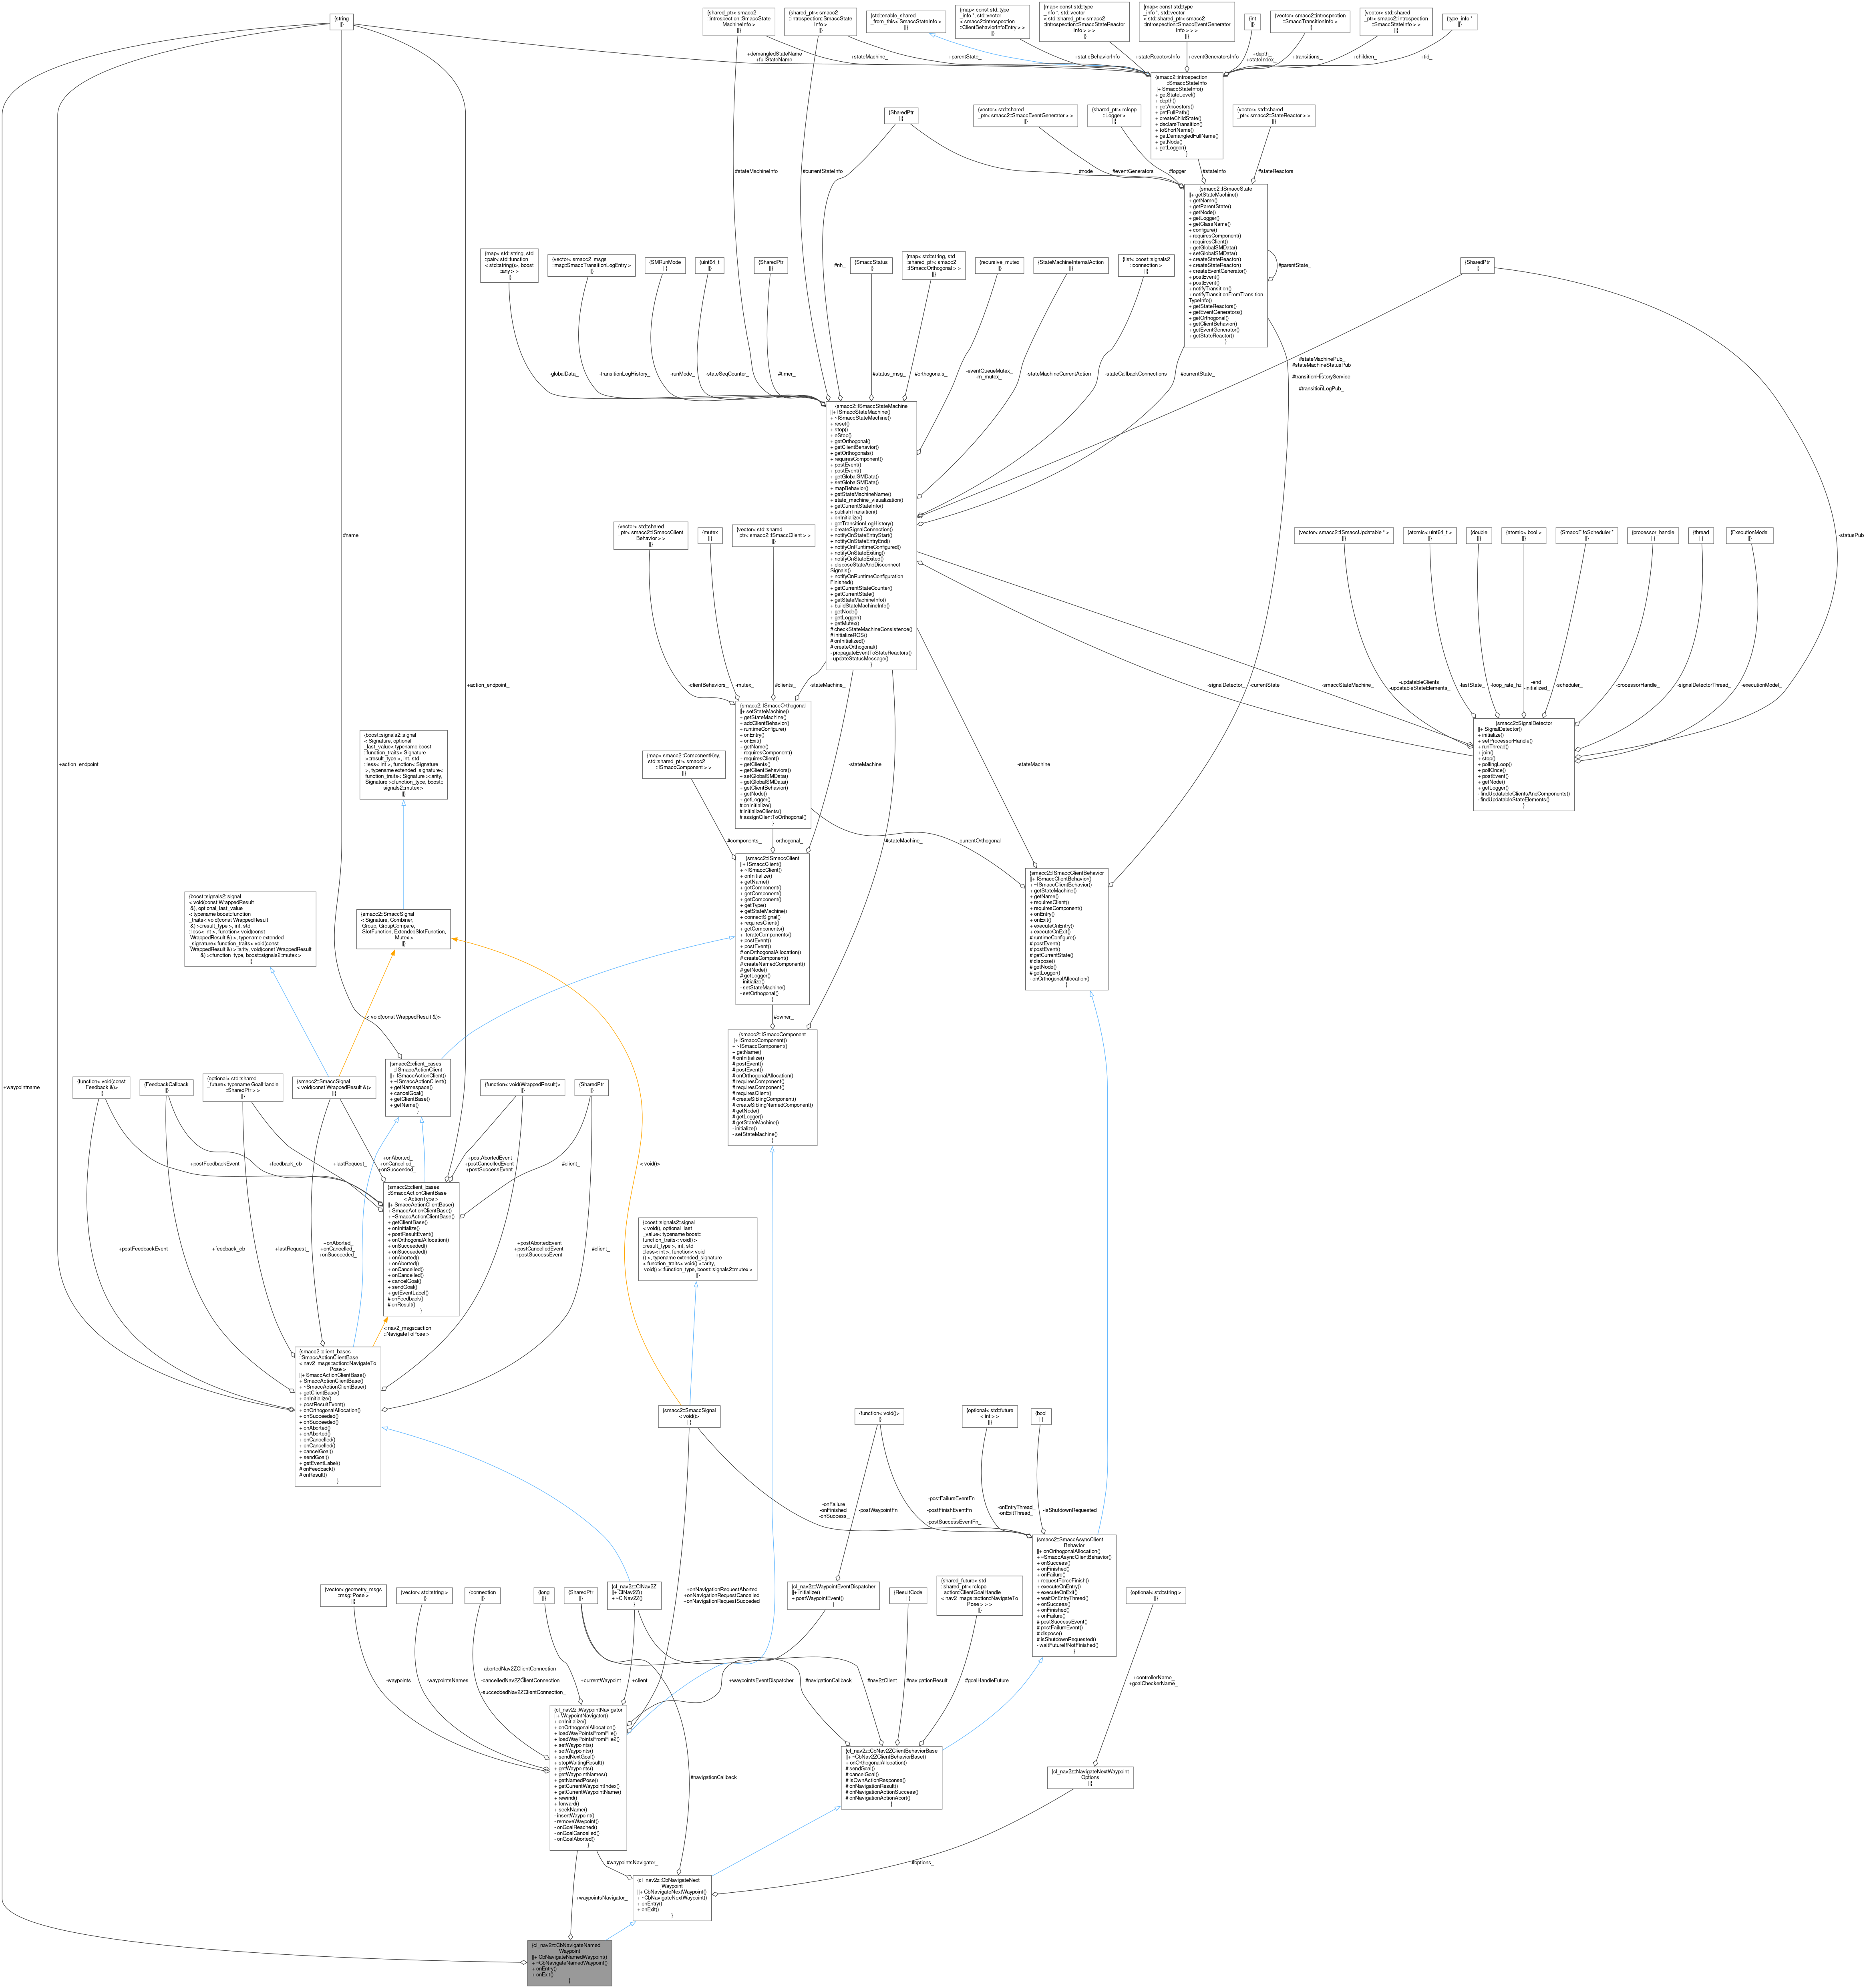 {string
||}
{shared_ptr< smacc2
::introspection::SmaccState
MachineInfo >
||}
{shared_ptr< smacc2
::introspection::SmaccState
Info >
||}
{std::enable_shared
_from_this< SmaccStateInfo >
||}
{map< const std::type
_info *, std::vector
< smacc2::introspection
::ClientBehaviorInfoEntry > >
||}
{map< const std::type
_info *, std::vector
< std::shared_ptr< smacc2
::introspection::SmaccStateReactor
Info > > >
||}
{map< const std::type
_info *, std::vector
< std::shared_ptr< smacc2
::introspection::SmaccEventGenerator
Info > > >
||}
{int
||}
{vector< smacc2::introspection
::SmaccTransitionInfo >
||}
{vector< std::shared
_ptr< smacc2::introspection
::SmaccStateInfo > >
||}
{type_info *
||}
+demangledStateName
+fullStateName
+stateMachine_
+parentState_
+staticBehaviorInfo
+stateReactorsInfo
+eventGeneratorsInfo
+depth_
+stateIndex_
+transitions_
+children_
+tid_
{smacc2::introspection
::SmaccStateInfo
||+ SmaccStateInfo()
+ getStateLevel()
+ depth()
+ getAncestors()
+ getFullPath()
+ createChildState()
+ declareTransition()
+ toShortName()
+ getDemangledFullName()
+ getNode()
+ getLogger()
}
{SharedPtr
||}
{vector< std::shared
_ptr< smacc2::SmaccEventGenerator > >
||}
{shared_ptr< rclcpp
::Logger >
||}
{vector< std::shared
_ptr< smacc2::StateReactor > >
||}
#stateMachineInfo_
#currentStateInfo_
#node_
#eventGenerators_
#logger_
#stateInfo_
#stateReactors_
{smacc2::ISmaccState
||+ getStateMachine()
+ getName()
+ getParentState()
+ getNode()
+ getLogger()
+ getClassName()
+ configure()
+ requiresComponent()
+ requiresClient()
+ getGlobalSMData()
+ setGlobalSMData()
+ createStateReactor()
+ createStateReactor()
+ createEventGenerator()
+ postEvent()
+ postEvent()
+ notifyTransition()
+ notifyTransitionFromTransition
TypeInfo()
+ getStateReactors()
+ getEventGenerators()
+ getOrthogonal()
+ getClientBehavior()
+ getEventGenerator()
+ getStateReactor()
}
#parentState_
{map< std::string, std
::pair< std::function
< std::string()>, boost
::any > >
||}
{vector< smacc2_msgs
::msg::SmaccTransitionLogEntry >
||}
{SMRunMode
||}
{uint64_t
||}
{SharedPtr
||}
#nh_
{SmaccStatus
||}
{map< std::string, std
::shared_ptr< smacc2
::ISmaccOrthogonal > >
||}
{recursive_mutex
||}
{StateMachineInternalAction
||}
{list< boost::signals2
::connection >
||}
{SharedPtr
||}
-globalData_
-transitionLogHistory_
-runMode_
-stateSeqCounter_
#timer_
#status_msg_
#orthogonals_
-eventQueueMutex_
-m_mutex_
-stateMachineCurrentAction
-stateCallbackConnections
#currentState_
#stateMachinePub_
#stateMachineStatusPub
_
#transitionHistoryService
_
#transitionLogPub_
{smacc2::ISmaccStateMachine
||+ ISmaccStateMachine()
+ ~ISmaccStateMachine()
+ reset()
+ stop()
+ eStop()
+ getOrthogonal()
+ getClientBehavior()
+ getOrthogonals()
+ requiresComponent()
+ postEvent()
+ postEvent()
+ getGlobalSMData()
+ setGlobalSMData()
+ mapBehavior()
+ getStateMachineName()
+ state_machine_visualization()
+ getCurrentStateInfo()
+ publishTransition()
+ onInitialize()
+ getTransitionLogHistory()
+ createSignalConnection()
+ notifyOnStateEntryStart()
+ notifyOnStateEntryEnd()
+ notifyOnRuntimeConfigured()
+ notifyOnStateExiting()
+ notifyOnStateExited()
+ disposeStateAndDisconnect
Signals()
+ notifyOnRuntimeConfiguration
Finished()
+ getCurrentStateCounter()
+ getCurrentState()
+ getStateMachineInfo()
+ buildStateMachineInfo()
+ getNode()
+ getLogger()
+ getMutex()
# checkStateMachineConsistence()
# initializeROS()
# onInitialized()
# createOrthogonal()
- propagateEventToStateReactors()
- updateStatusMessage()
}
#name_
-statusPub_
{vector< std::shared
_ptr< smacc2::ISmaccClient
Behavior > >
||}
{mutex
||}
{vector< std::shared
_ptr< smacc2::ISmaccClient > >
||}
{vector< smacc2::ISmaccUpdatable * >
||}
{atomic< uint64_t >
||}
{double
||}
{atomic< bool >
||}
{SmaccFifoScheduler *
||}
{processor_handle
||}
{thread
||}
{ExecutionModel
||}
-clientBehaviors_
-mutex_
#clients_
-stateMachine_
-signalDetector_
-currentState
-smaccStateMachine_
-updatableClients_
-updatableStateElements_
-lastState_
-loop_rate_hz
-end_
-initialized_
-scheduler_
-processorHandle_
-signalDetectorThread_
-executionModel_
+action_endpoint_
+action_endpoint_
{smacc2::ISmaccOrthogonal
||+ setStateMachine()
+ getStateMachine()
+ addClientBehavior()
+ runtimeConfigure()
+ onEntry()
+ onExit()
+ getName()
+ requiresComponent()
+ requiresClient()
+ getClients()
+ getClientBehaviors()
+ setGlobalSMData()
+ getGlobalSMData()
+ getClientBehavior()
+ getNode()
+ getLogger()
# onInitialize()
# initializeClients()
# assignClientToOrthogonal()
}
{smacc2::SignalDetector
||+ SignalDetector()
+ initialize()
+ setProcessorHandle()
+ runThread()
+ join()
+ stop()
+ pollingLoop()
+ pollOnce()
+ postEvent()
+ getNode()
+ getLogger()
- findUpdatableClientsAndComponents()
- findUpdatableStateElements()
}
{boost::signals2::signal
< Signature, optional
_last_value< typename boost
::function_traits< Signature
>::result_type >, int, std
::less< int >, function< Signature
>, typename extended_signature<
function_traits< Signature >::arity,
Signature >::function_type, boost::
signals2::mutex >
||}
{map< smacc2::ComponentKey,
std::shared_ptr< smacc2
::ISmaccComponent > >
||}
-stateMachine_
-stateMachine_
#components_
-orthogonal_
#stateMachine_
-currentOrthogonal
{smacc2::ISmaccClient
||+ ISmaccClient()
+ ~ISmaccClient()
+ onInitialize()
+ getName()
+ getComponent()
+ getComponent()
+ getComponent()
+ getType()
+ getStateMachine()
+ connectSignal()
+ requiresClient()
+ getComponents()
+ iterateComponents()
+ postEvent()
+ postEvent()
# onOrthogonalAllocation()
# createComponent()
# createNamedComponent()
# getNode()
# getLogger()
- initialize()
- setStateMachine()
- setOrthogonal()
}
{smacc2::ISmaccClientBehavior
||+ ISmaccClientBehavior()
+ ~ISmaccClientBehavior()
+ getStateMachine()
+ getName()
+ requiresClient()
+ requiresComponent()
+ onEntry()
+ onExit()
+ executeOnEntry()
+ executeOnExit()
# runtimeConfigure()
# postEvent()
# postEvent()
# getCurrentState()
# dispose()
# getNode()
# getLogger()
- onOrthogonalAllocation()
}
{boost::signals2::signal
< void(const WrappedResult
&), optional_last_value
< typename boost::function
_traits< void(const WrappedResult
&) >::result_type >, int, std
::less< int >, function< void(const
WrappedResult &) >, typename extended
_signature< function_traits< void(const
WrappedResult &) >::arity, void(const WrappedResult
&) >::function_type, boost::signals2::mutex >
||}
{smacc2::SmaccSignal
< Signature, Combiner,
Group, GroupCompare,
SlotFunction, ExtendedSlotFunction,
Mutex >
||}
< void(const WrappedResult &)>
#owner_
{smacc2::ISmaccComponent
||+ ISmaccComponent()
+ ~ISmaccComponent()
+ getName()
# onInitialize()
# postEvent()
# postEvent()
# onOrthogonalAllocation()
# requiresComponent()
# requiresComponent()
# requiresClient()
# createSiblingComponent()
# createSiblingNamedComponent()
# getNode()
# getLogger()
# getStateMachine()
- initialize()
- setStateMachine()
}
+waypointname_
{function< void(const
Feedback &)>
||}
{FeedbackCallback
||}
{optional< std::shared
_future< typename GoalHandle
::SharedPtr > >
||}
{smacc2::SmaccSignal
< void(const WrappedResult &)>
||}
{smacc2::client_bases
::ISmaccActionClient
||+ ISmaccActionClient()
+ ~ISmaccActionClient()
+ getNamespace()
+ cancelGoal()
+ getClientBase()
+ getName()
}
{function< void(WrappedResult)>
||}
{SharedPtr
||}
+postFeedbackEvent
+feedback_cb
+lastRequest_
+onAborted_
+onCancelled_
+onSucceeded_
+postAbortedEvent
+postCancelledEvent
+postSuccessEvent
#client_
< void()>
{smacc2::client_bases
::SmaccActionClientBase
< ActionType >
||+ SmaccActionClientBase()
+ SmaccActionClientBase()
+ ~SmaccActionClientBase()
+ getClientBase()
+ onInitialize()
+ postResultEvent()
+ onOrthogonalAllocation()
+ onSucceeded()
+ onSucceeded()
+ onAborted()
+ onAborted()
+ onCancelled()
+ onCancelled()
+ cancelGoal()
+ sendGoal()
+ getEventLabel()
# onFeedback()
# onResult()
}
{boost::signals2::signal
< void(), optional_last
_value< typename boost::
function_traits< void() >
::result_type >, int, std
::less< int >, function< void
() >, typename extended_signature
< function_traits< void() >::arity,
void() >::function_type, boost::signals2::mutex >
||}
+postFeedbackEvent
+feedback_cb
+lastRequest_
+onAborted_
+onCancelled_
+onSucceeded_
+postAbortedEvent
+postCancelledEvent
+postSuccessEvent
#client_
< nav2_msgs::action
::NavigateToPose >
{smacc2::client_bases
::SmaccActionClientBase
< nav2_msgs::action::NavigateTo
Pose >
||+ SmaccActionClientBase()
+ SmaccActionClientBase()
+ ~SmaccActionClientBase()
+ getClientBase()
+ onInitialize()
+ postResultEvent()
+ onOrthogonalAllocation()
+ onSucceeded()
+ onSucceeded()
+ onAborted()
+ onAborted()
+ onCancelled()
+ onCancelled()
+ cancelGoal()
+ sendGoal()
+ getEventLabel()
# onFeedback()
# onResult()
}
{smacc2::SmaccSignal
< void()>
||}
{function< void()>
||}
{optional< std::future
< int > >
||}
{bool
||}
-onFailure_
-onFinished_
-onSuccess_
-postWaypointFn
-postFailureEventFn
_
-postFinishEventFn
_
-postSuccessEventFn_
-onEntryThread_
-onExitThread_
-isShutdownRequested_
{smacc2::SmaccAsyncClient
Behavior
||+ onOrthogonalAllocation()
+ ~SmaccAsyncClientBehavior()
+ onSuccess()
+ onFinished()
+ onFailure()
+ requestForceFinish()
+ executeOnEntry()
+ executeOnExit()
+ waitOnEntryThread()
+ onSuccess()
+ onFinished()
+ onFailure()
# postSuccessEvent()
# postFailureEvent()
# dispose()
# isShutdownRequested()
- waitFutureIfNotFinished()
}
{vector< geometry_msgs
::msg::Pose >
||}
{vector< std::string >
||}
{connection
||}
{long
||}
{SharedPtr
||}
{cl_nav2z::ClNav2Z
||+ ClNav2Z()
+ ~ClNav2Z()
}
+onNavigationRequestAborted
+onNavigationRequestCancelled
+onNavigationRequestSucceded
{cl_nav2z::WaypointEventDispatcher
||+ initialize()
+ postWaypointEvent()
}
{ResultCode
||}
{shared_future< std
::shared_ptr< rclcpp
_action::ClientGoalHandle
< nav2_msgs::action::NavigateTo
Pose > > >
||}
{optional< std::string >
||}
-waypoints_
-waypointsNames_
-abortedNav2ZClientConnection
_
-cancelledNav2ZClientConnection
_
-succeddedNav2ZClientConnection_
+currentWaypoint_
+client_
+waypointsEventDispatcher
#navigationCallback_
#nav2zClient_
#navigationResult_
#goalHandleFuture_
+controllerName_
+goalCheckerName_
{cl_nav2z::WaypointNavigator
||+ WaypointNavigator()
+ onInitialize()
+ onOrthogonalAllocation()
+ loadWayPointsFromFile()
+ loadWayPointsFromFile2()
+ setWaypoints()
+ setWaypoints()
+ sendNextGoal()
+ stopWaitingResult()
+ getWaypoints()
+ getWaypointNames()
+ getNamedPose()
+ getCurrentWaypointIndex()
+ getCurrentWaypointName()
+ rewind()
+ forward()
+ seekName()
- insertWaypoint()
- removeWaypoint()
- onGoalReached()
- onGoalCancelled()
- onGoalAborted()
}
{cl_nav2z::CbNav2ZClientBehaviorBase
||+ ~CbNav2ZClientBehaviorBase()
+ onOrthogonalAllocation()
# sendGoal()
# cancelGoal()
# isOwnActionResponse()
# onNavigationResult()
# onNavigationActionSuccess()
# onNavigationActionAbort()
}
{cl_nav2z::NavigateNextWaypoint
Options
||}
#navigationCallback_
#waypointsNavigator_
#options_
+waypointsNavigator_
{cl_nav2z::CbNavigateNext
Waypoint
||+ CbNavigateNextWaypoint()
+ ~CbNavigateNextWaypoint()
+ onEntry()
+ onExit()
}
{cl_nav2z::CbNavigateNamed
Waypoint
||+ CbNavigateNamedWaypoint()
+ ~CbNavigateNamedWaypoint()
+ onEntry()
+ onExit()
}